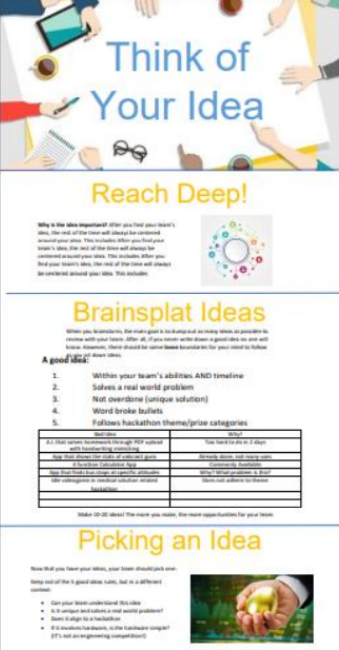 Think of
Your Idea
Reach Deep!
Why is the idea important? After you find your team's
idea, the rest of the time will always be centered
around your idea. This includes After you find your
team's idea, the rest of the time will always be
centered around your idea. This includes After you
find your team's idea, the rest of the time will always
be centered around your idea. This includes
Brainsplat Ideas
When you brainstorm, the main goal is to dump out as many ideas as possible to
review with your team. After all, if you never write down a good idea no one will
know. However, there should be some loose boundaries for your mind to follow
as you jot down ideas.
A good idea:
1. Within your team's abilities AND timeline
2. Solves a real world problem
3. Not overdone (unique solution)
4. Word broke bullets
5. Follows hackathon theme/prize categories
Bad Idea Why?
A.I. that solves homework through PDF upload Too hard to do in 2 days
with handwriting mimicking
App that shows the stats of Already done, not many uses
Calculator App Commonly Available
App that finds bus stops at specific altitudes Why? What problem is this?
Idle videogame in medical solution related Does not adhere to theme
hackathon
Make 10-20 ideas! The more you make, the more opportunities for your team
Picking an Idea
Now that you have your ideas, your team should pick one.
Keep not of the 5 good ideas rules, but in a different
context:
• Can your team understand this idea
• Is it unique and solves a real world problem?
• Does it align to a hackathon
• If it involves hardware, is the hardware simple?
(IT's not an engineering competition!)